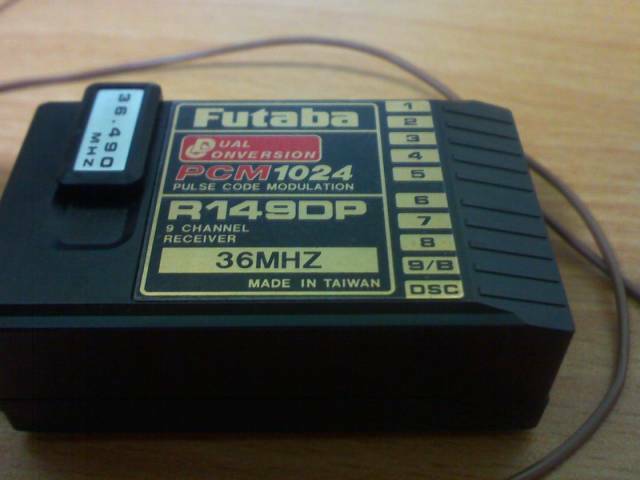 36.490
MHZ
Futaba
DUAL
CONVERSION
PCM1024
PULSE CODE MODULATION
R149DP
9 CHANNEL
RECEIVER
36MHZ
MADE IN TAIWAN
1
2
3
4
5
6
7
8
9/B
DSC